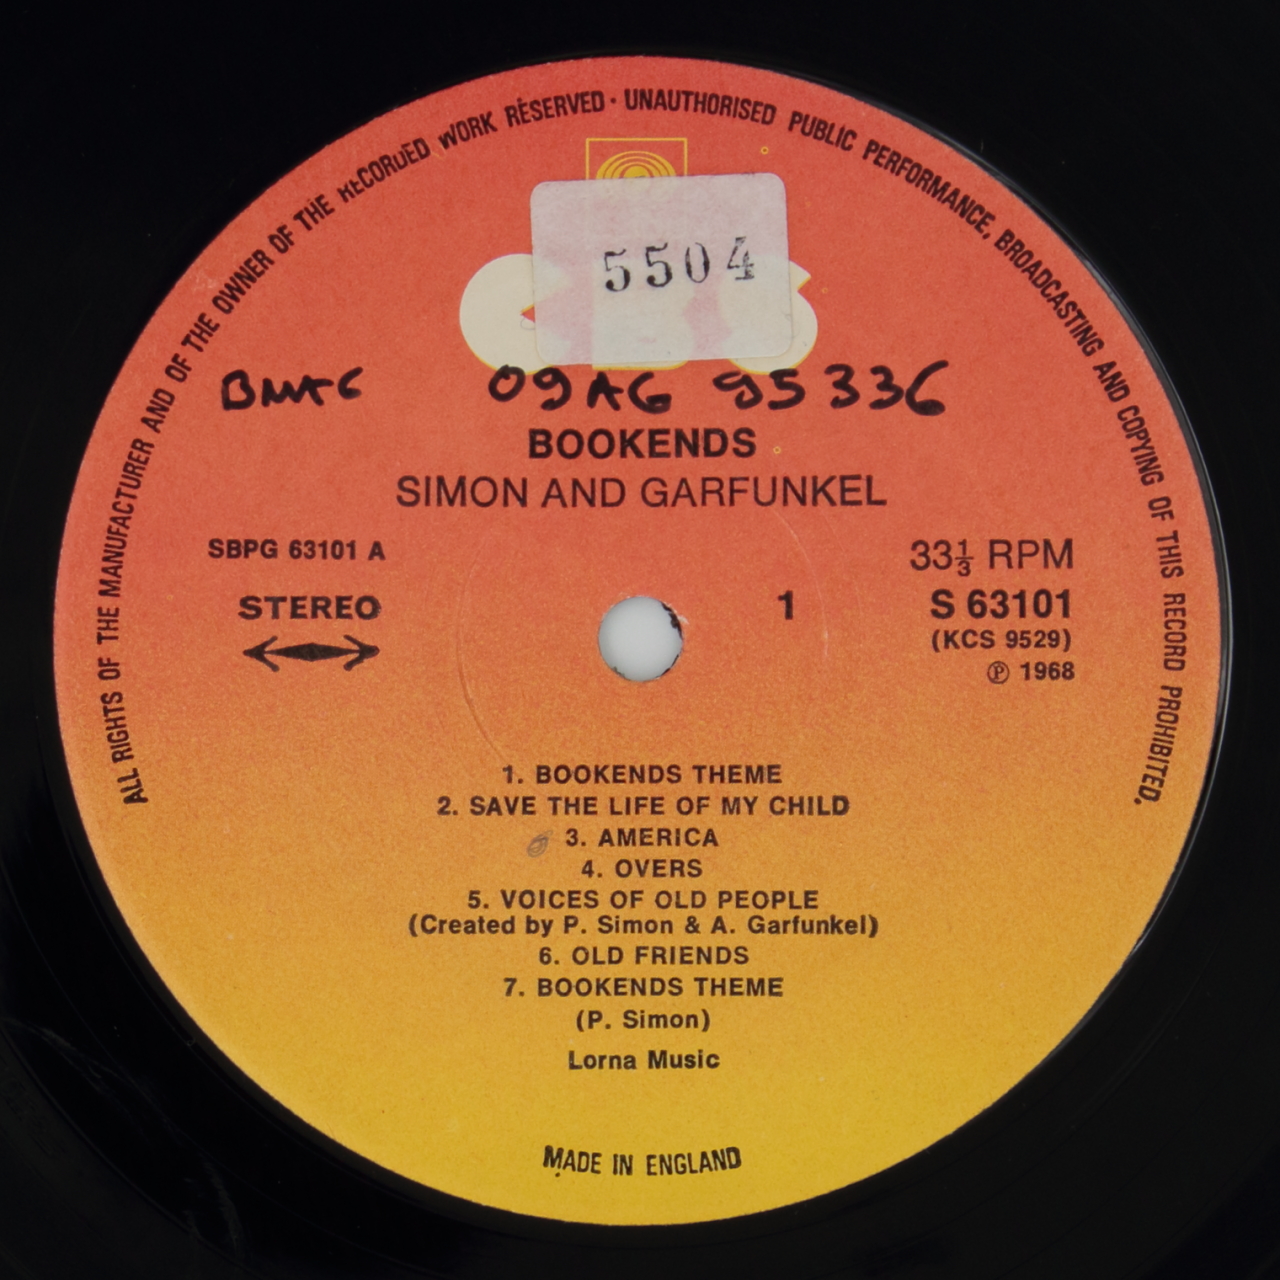 ALL RIGHTS OF THE MANUFACTURER AND OF THE OWNER OF THE RECORDED WORK RESERVED · UNAUTHORISED PUBLIC PERFORMANCE, BROADCASTING AND COPYING OF THIS RECORD PROHIBITED.
5504
09AG 95336
BOOKENDS
SIMON AND GARFUNKEL
SBPG 63101 A
STEREO
1
33⅓ RPM
S 63101
(KCS 9529)
℗ 1968
1. BOOKENDS THEME
2. SAVE THE LIFE OF MY CHILD
3. AMERICA
4. OVERS
5. VOICES OF OLD PEOPLE
(Created by P. Simon & A. Garfunkel)
6. OLD FRIENDS
7. BOOKENDS THEME
(P. Simon)
Lorna Music
MADE IN ENGLAND